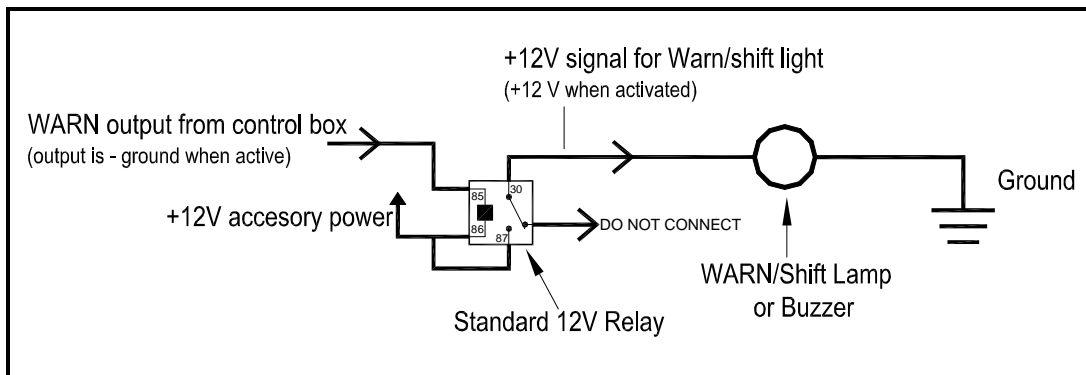 +12V signal for Warn/shift light
(+12 V when activated)
WARN output from control box
(output is - ground when active)
Ground
85
30
+12V accesory power
86
87
DO NOT CONNECT
WARN/Shift Lamp
or Buzzer
Standard 12V Relay